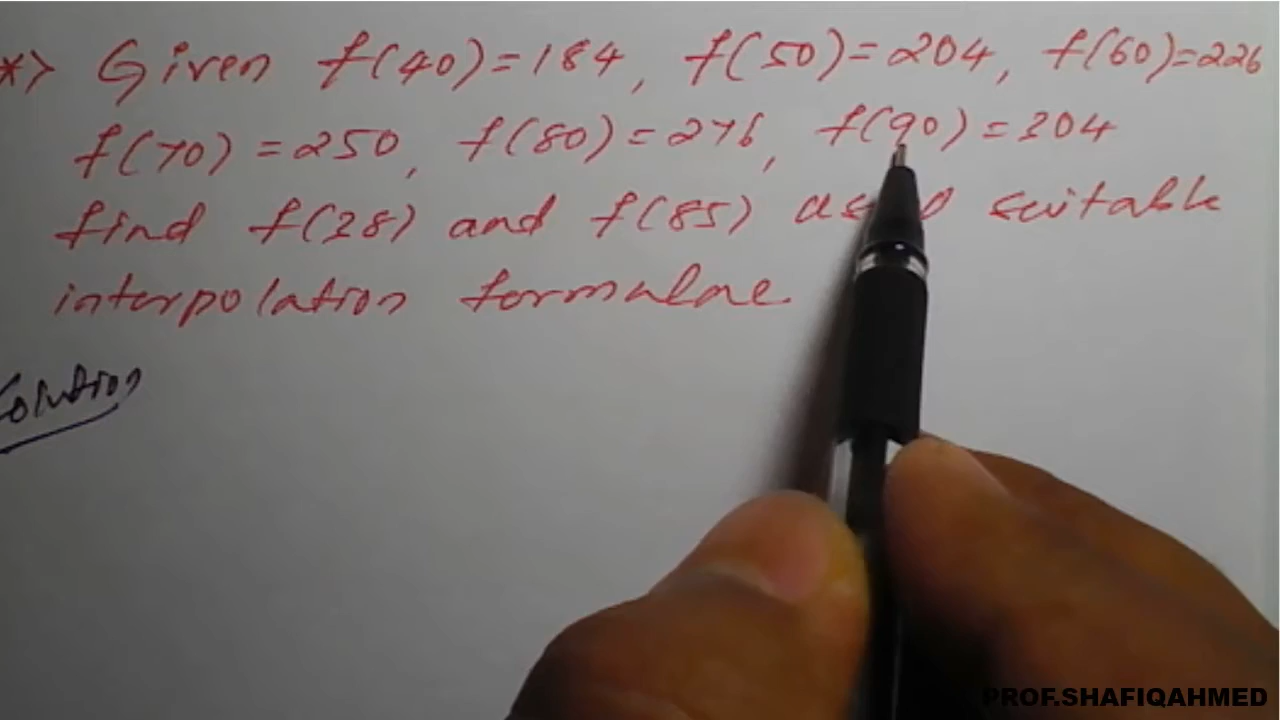 *> Given f(40)=184, f(50)=204, f(60)=226
f(70)=250, f(80)=276, f(90)=304
find f(38) and f(85) suitable
interpolation formulae.
Solution
PROF.SHAFIQAHMED